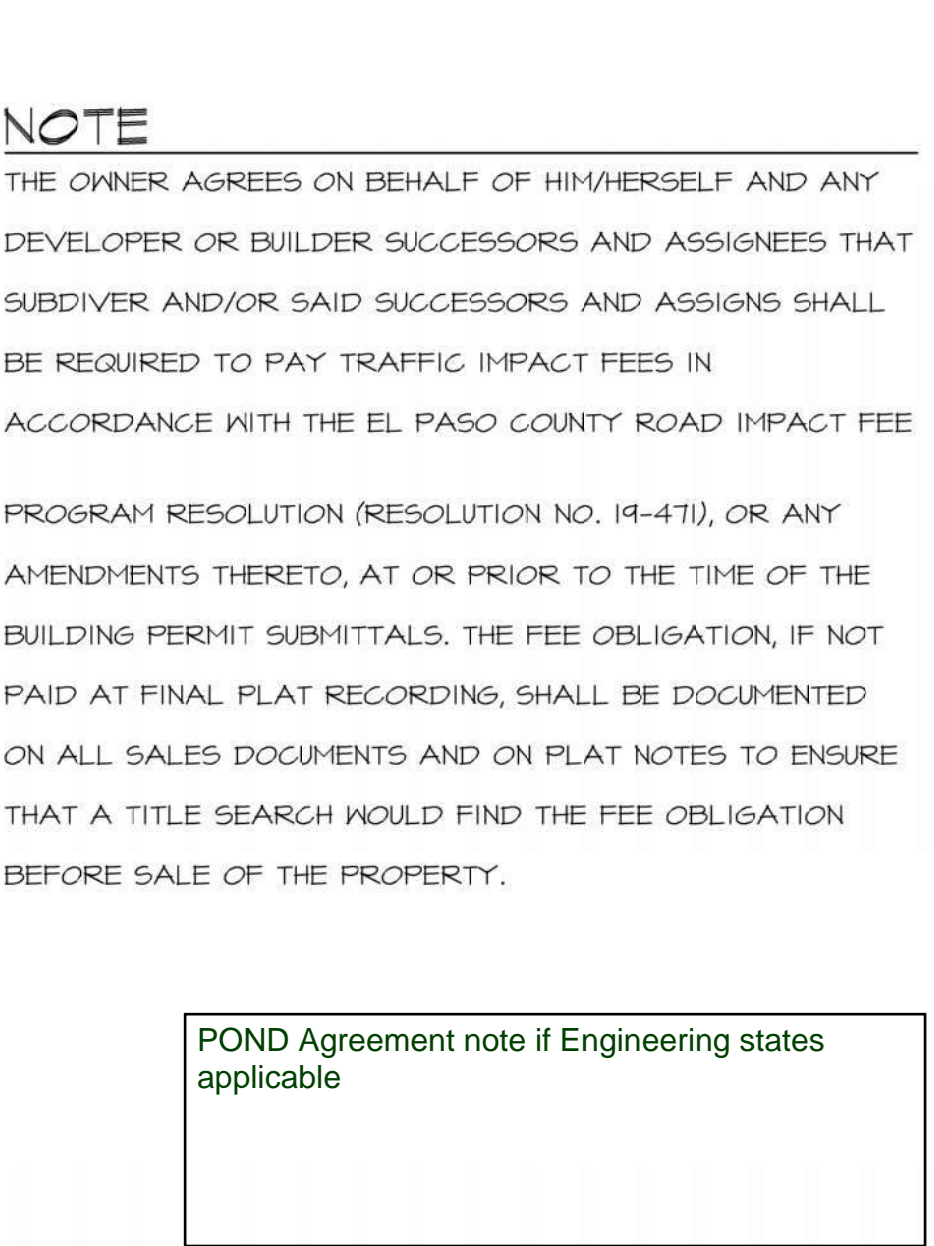 NOTE
THE OWNER AGREES ON BEHALF OF HIM/HERSELF AND ANY
DEVELOPER OR BUILDER SUCCESSORS AND ASSIGNEES THAT
SUBDIVER AND/OR SAID SUCCESSORS AND ASSIGNS SHALL
BE REQUIRED TO PAY TRAFFIC IMPACT FEES IN
ACCORDANCE WITH THE EL PASO COUNTY ROAD IMPACT FEE
PROGRAM RESOLUTION (RESOLUTION NO. 19-471), OR ANY
AMENDMENTS THERETO, AT OR PRIOR TO THE TIME OF THE
BUILDING PERMIT SUBMITTALS. THE FEE OBLIGATION, IF NOT
PAID AT FINAL PLAT RECORDING, SHALL BE DOCUMENTED
ON ALL SALES DOCUMENTS AND ON PLAT NOTES TO ENSURE
THAT A TITLE SEARCH WOULD FIND THE FEE OBLIGATION
BEFORE SALE OF THE PROPERTY.
POND Agreement note if Engineering states
applicable